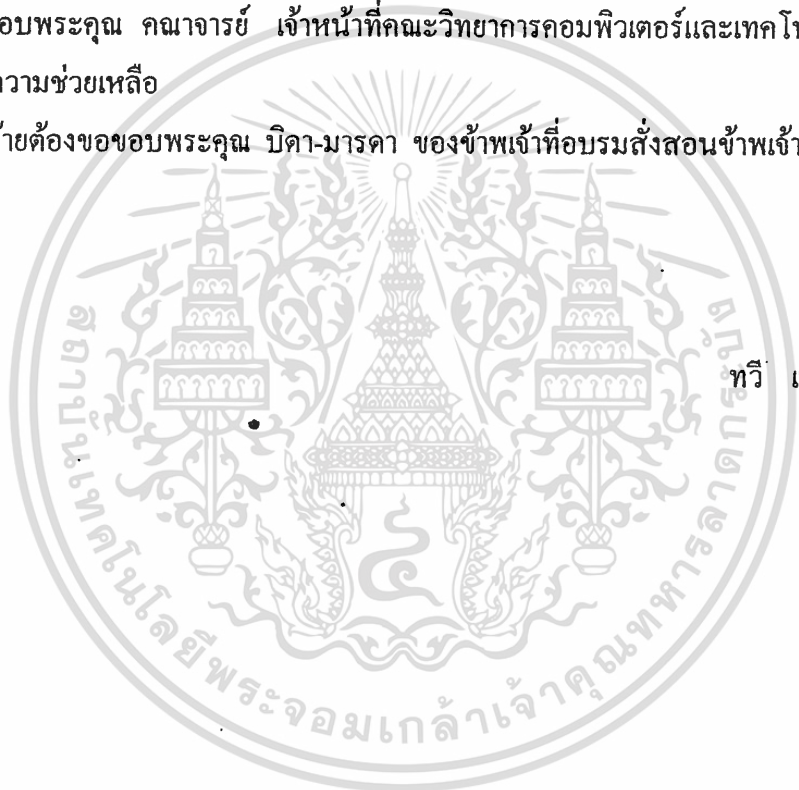 อบพระคุณ คณาจารย์ เจ้าหน้าที่คณะวิทยาการคอมพิวเตอร์และเทคโน
วามช่วยเหลือ
ายต้องขอขอบพระคุณ บิดา-มารดา ของข้าพเจ้าที่อบรมสั่งสอนข้าพเจ้า
ทวี
สถาบันเทคโนโลยีพระจอมเกล้าเจ้าคุณทหารลาดกระบัง